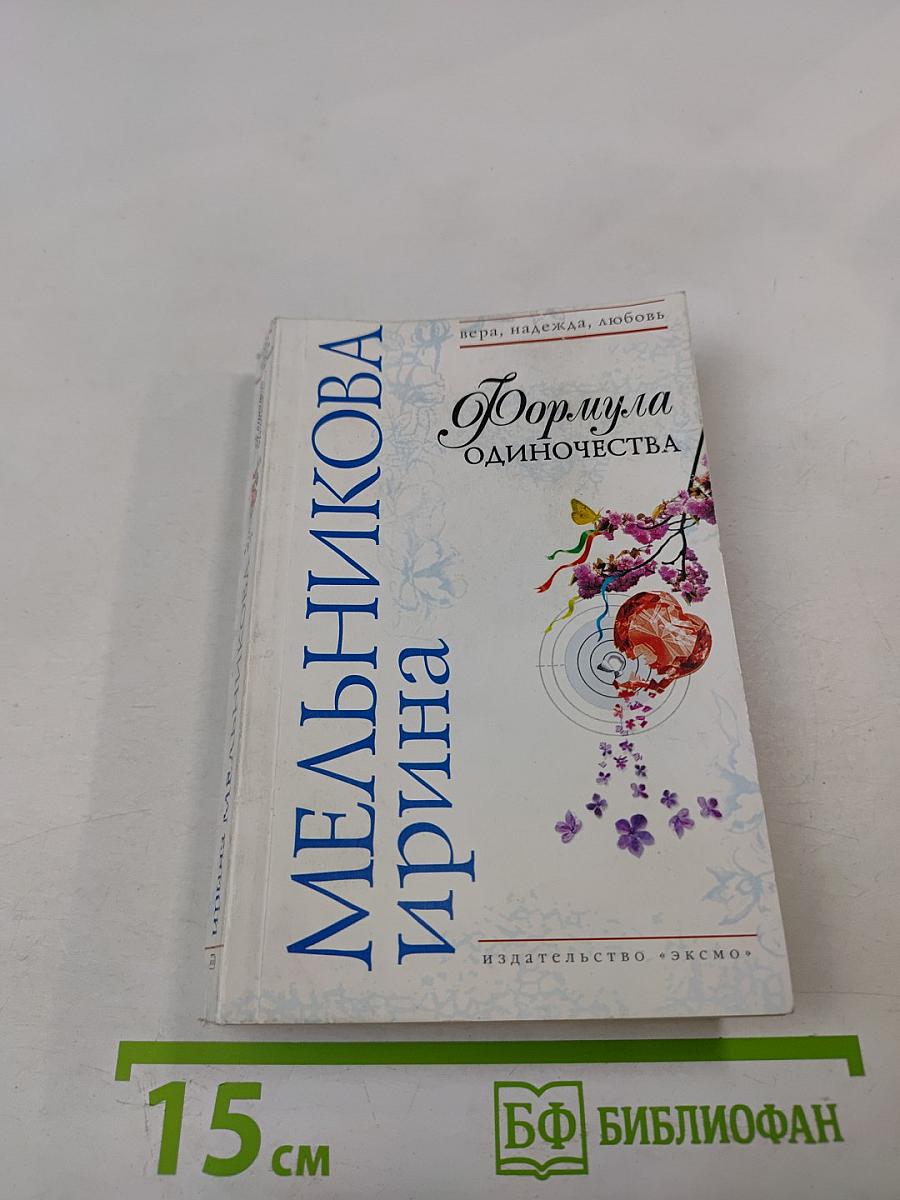 вера, надежда, любовь
Формула
ОДИНОЧЕСТВА
МЕЛЬНИКОВА
ирина
ИЗДАТЕЛЬСТВО «ЭКСМО»
ирина МЕЛЬНИКОВА
15 см
БФ БИБЛИОФАН